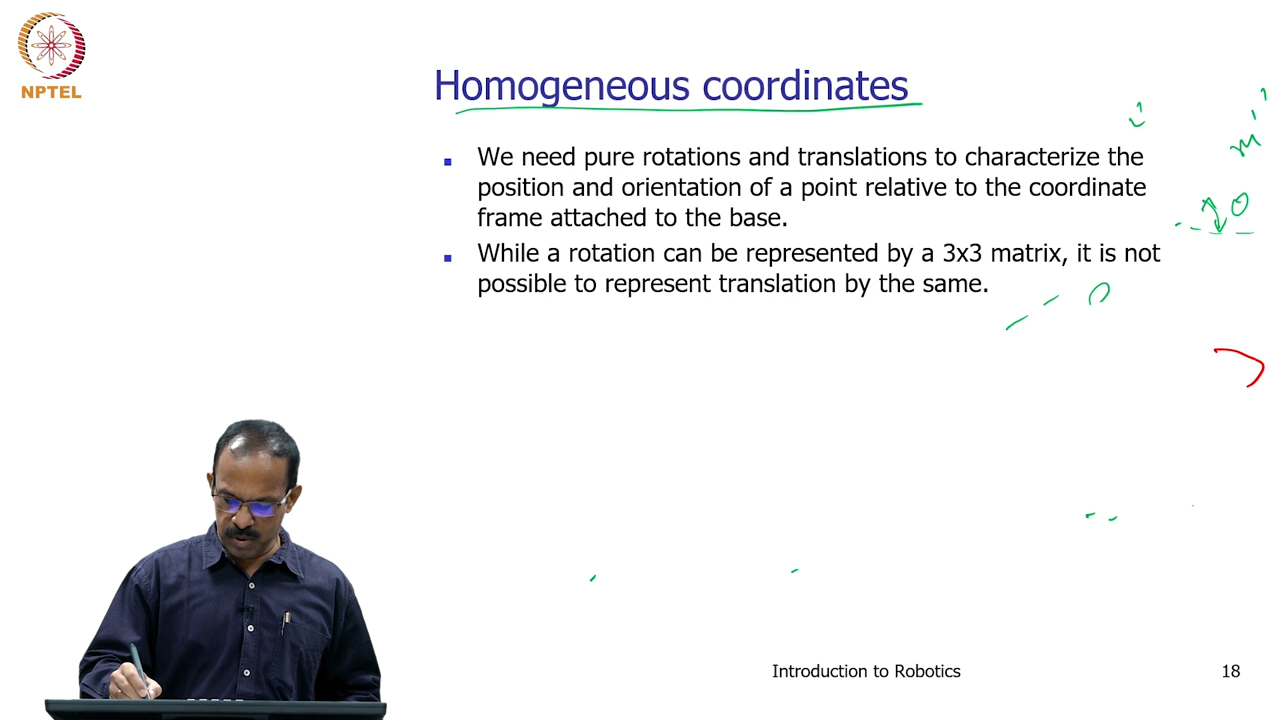 NPTEL
Homogeneous coordinates
We need pure rotations and translations to characterize the
position and orientation of a point relative to the coordinate
frame attached to the base.
While a rotation can be represented by a 3x3 matrix, it is not
possible to represent translation by the same.
Introduction to Robotics
18